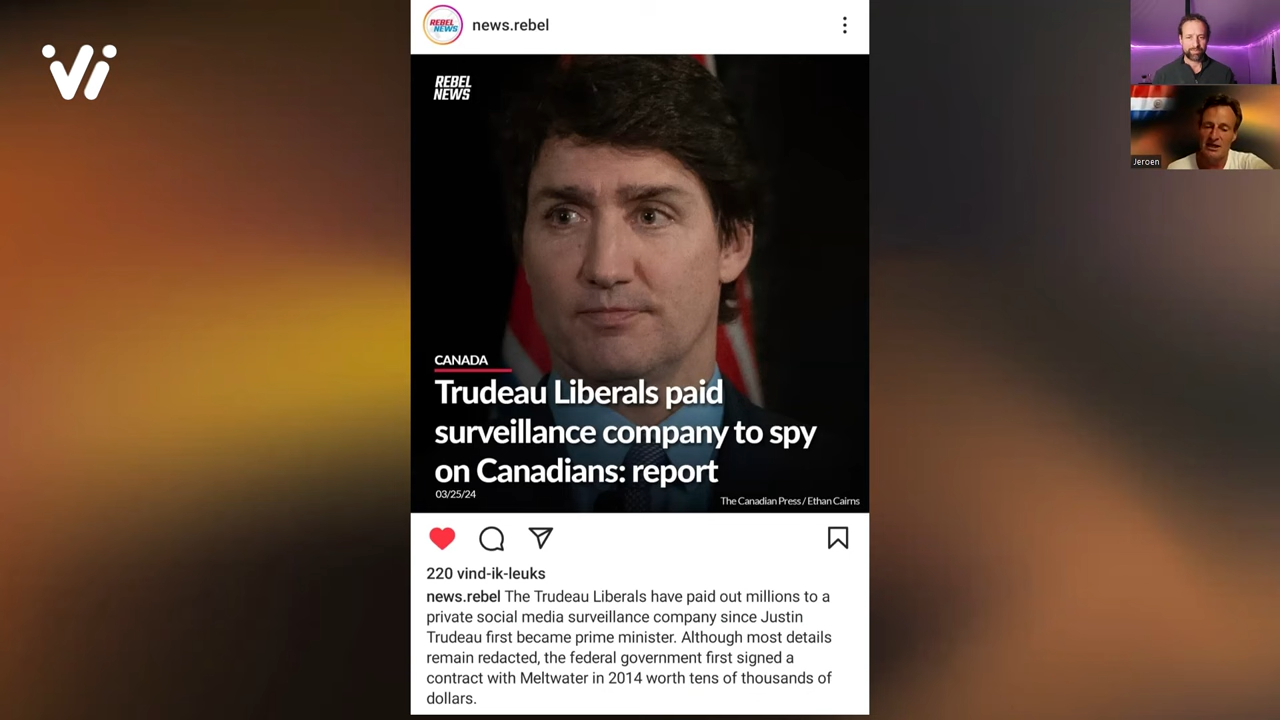 REBEL
NEWS
news.rebel
REBEL
NEWS
CANADA
Trudeau Liberals paid
surveillance company to spy
on Canadians: report
03/25/24
The Canadian Press / Ethan Cairns
220 vind-ik-leuks
news.rebel The Trudeau Liberals have paid out millions to a
private social media surveillance company since Justin
Trudeau first became prime minister. Although most details
remain redacted, the federal government first signed a
contract with Meltwater in 2014 worth tens of thousands of
dollars.
Jeroen